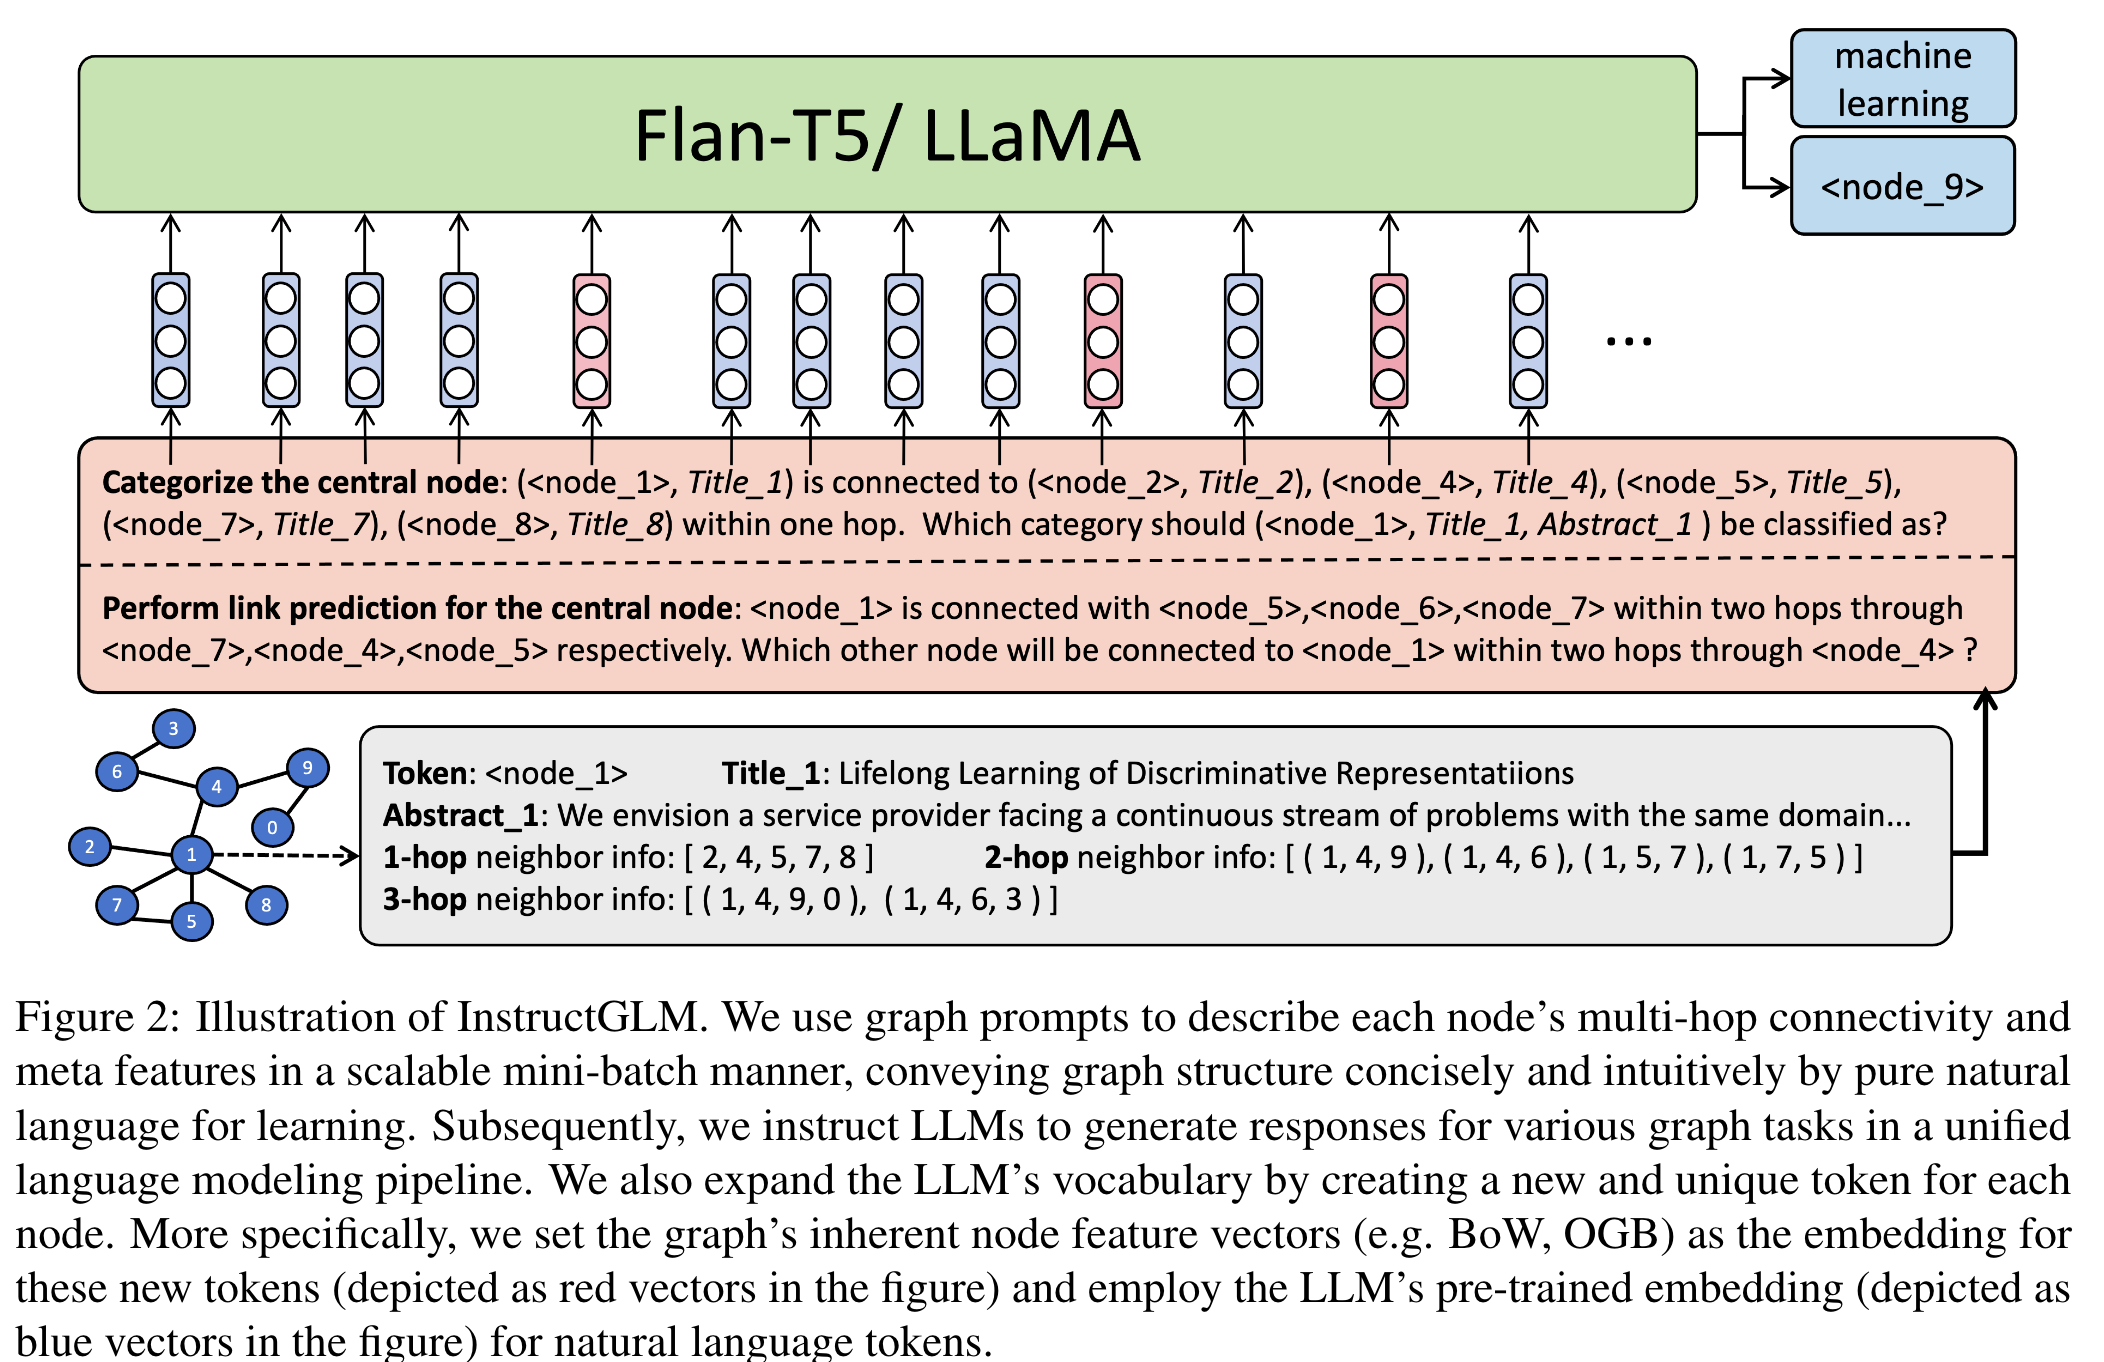 Flan-T5/ LLaMA
machine
learning
<node_9>
...
Categorize the central node: (<node_1>, Title_1) is connected to (<node_2>, Title_2), (<node_4>, Title_4), (<node_5>, Title_5),
(<node_7>, Title_7), (<node_8>, Title_8) within one hop. Which category should (<node_1>, Title_1, Abstract_1 ) be classified as?
Perform link prediction for the central node: <node_1> is connected with <node_5>,<node_6>,<node_7> within two hops through
<node_7>,<node_4>,<node_5> respectively. Which other node will be connected to <node_1> within two hops through <node_4> ?
3
6
4
9
0
2
1
7
5
8
Token: <node_1> Title_1: Lifelong Learning of Discriminative Representatiions
Abstract_1: We envision a service provider facing a continuous stream of problems with the same domain...
1-hop neighbor info: [ 2, 4, 5, 7, 8 ] 2-hop neighbor info: [ ( 1, 4, 9 ), ( 1, 4, 6 ), ( 1, 5, 7 ), ( 1, 7, 5 ) ]
3-hop neighbor info: [ ( 1, 4, 9, 0 ), ( 1, 4, 6, 3 ) ]
Figure 2: Illustration of InstructGLM. We use graph prompts to describe each node’s multi-hop connectivity and
meta features in a scalable mini-batch manner, conveying graph structure concisely and intuitively by pure natural
language for learning. Subsequently, we instruct LLMs to generate responses for various graph tasks in a unified
language modeling pipeline. We also expand the LLM’s vocabulary by creating a new and unique token for each
node. More specifically, we set the graph’s inherent node feature vectors (e.g. BoW, OGB) as the embedding for
these new tokens (depicted as red vectors in the figure) and employ the LLM’s pre-trained embedding (depicted as
blue vectors in the figure) for natural language tokens.